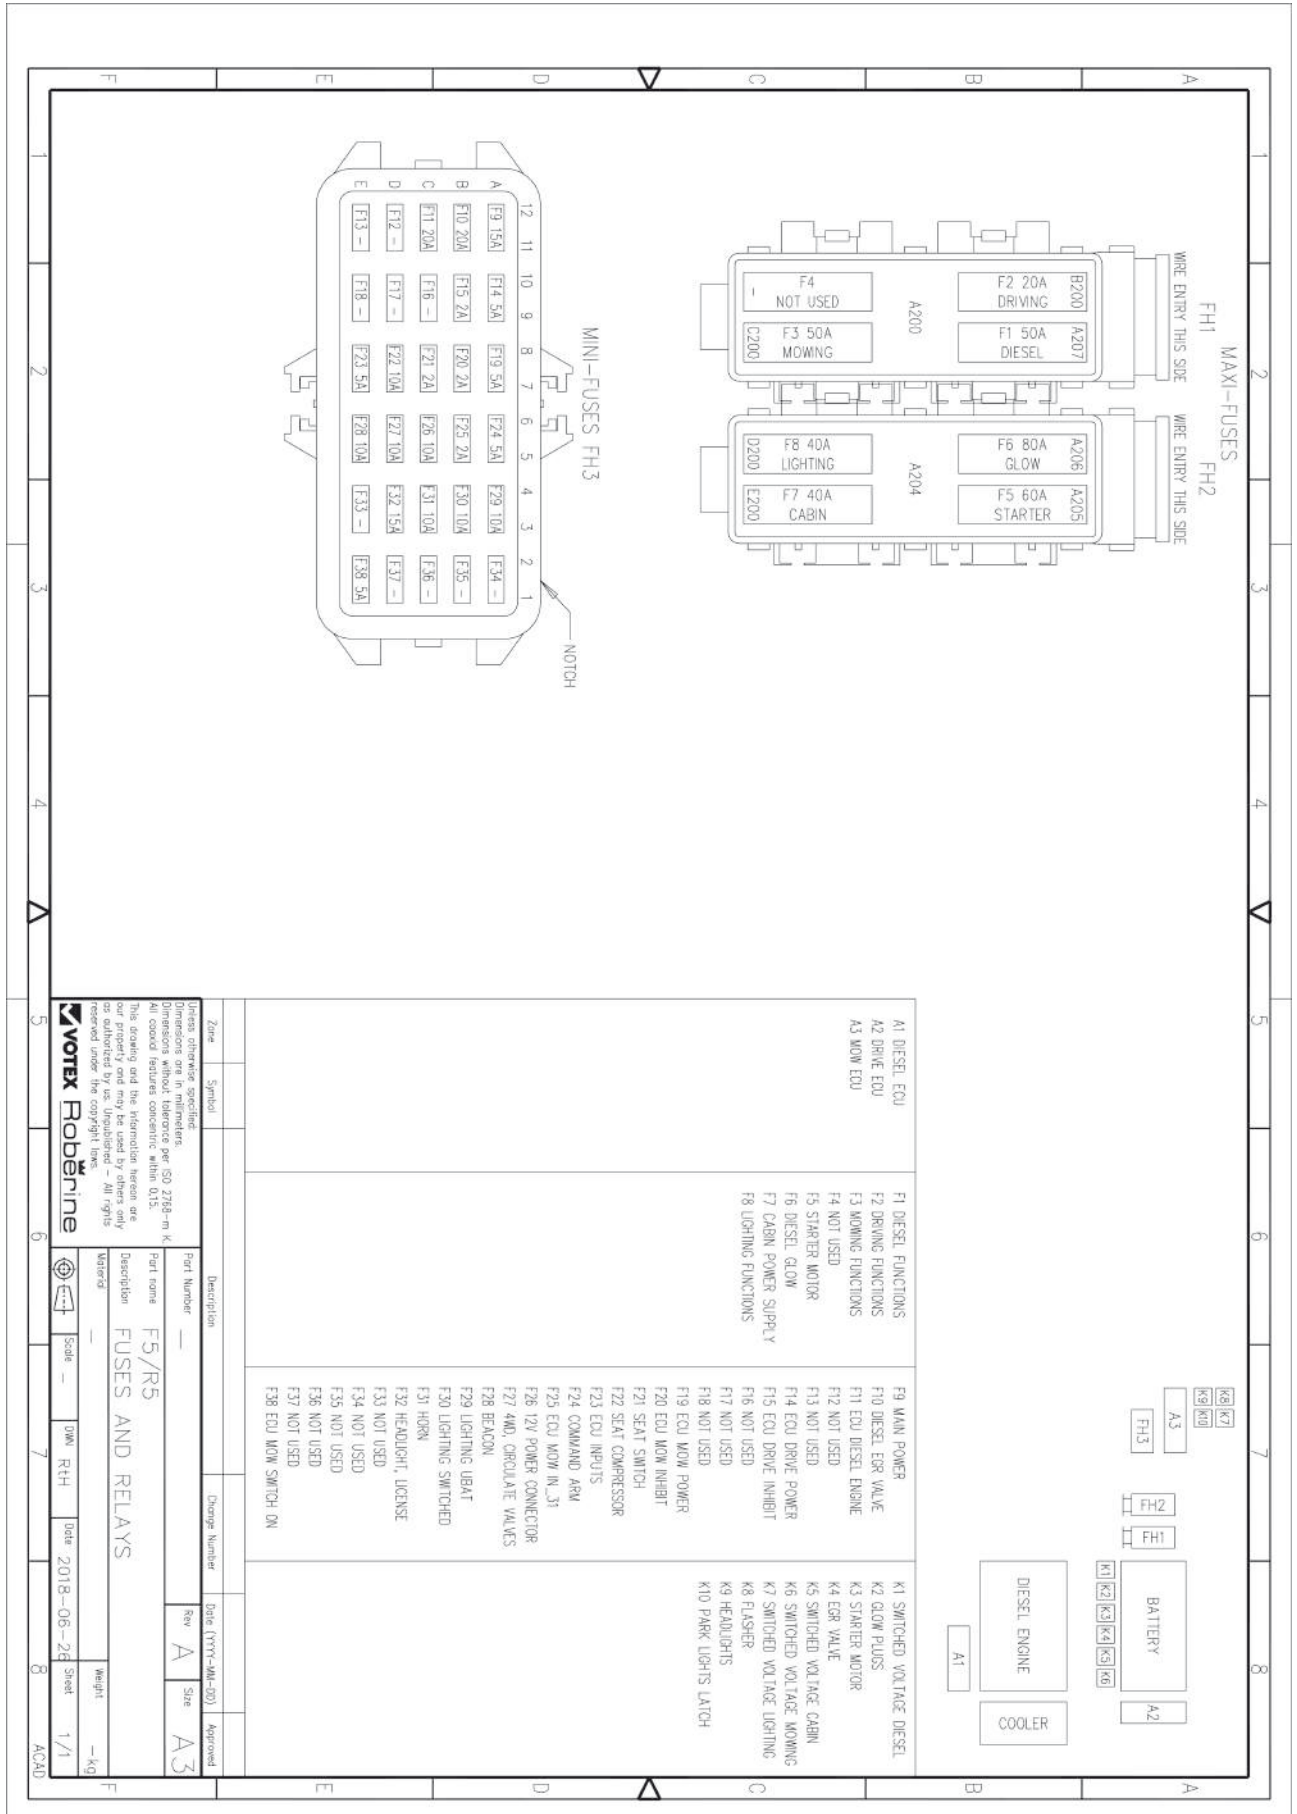 MAXI-FUSES
FH1
FH2
WIRE ENTRY THIS SIDE
WIRE ENTRY THIS SIDE
B200
A207
F2 20A
DRIVING
F1 50A
DIESEL
A200
F4
NOT USED
F3 50A
MOWING
-
C200
A206
A205
F6 80A
GLOW
F5 60A
STARTER
A204
F8 40A
LIGHTING
F7 40A
CABIN
D200
E200
MINI-FUSES FH3
NOTCH
12 11 10 9 8 7 6 5 4 3 2 1
A F9 15A F14 5A F19 5A F24 5A F29 10A F34 -
B F10 20A F15 2A F20 2A F25 2A F30 10A F35 -
C F11 20A F16 - F21 2A F26 10A F31 10A F36 -
D F12 - F17 - F22 10A F27 10A F32 15A F37 -
E F13 - F18 - F23 5A F28 10A F33 - F38 5A
K8 K7
K9 K10
A3
FH3
FH2
FH1
BATTERY
A2
K1 K2 K3 K4 K5 K6
DIESEL ENGINE
COOLER
A1
A1 DIESEL ECU
A2 DRIVE ECU
A3 MOW ECU
F1 DIESEL FUNCTIONS
F2 DRIVING FUNCTIONS
F3 MOWING FUNCTIONS
F4 NOT USED
F5 STARTER MOTOR
F6 DIESEL GLOW
F7 CABIN POWER SUPPLY
F8 LIGHTING FUNCTIONS
F9 MAIN POWER
F10 DIESEL EGR VALVE
F11 ECU DIESEL ENGINE
F12 NOT USED
F13 NOT USED
F14 ECU DRIVE POWER
F15 ECU DRIVE INHIBIT
F16 NOT USED
F17 NOT USED
F18 NOT USED
F19 ECU MOW POWER
F20 ECU MOW INHIBIT
F21 SEAT SWITCH
F22 SEAT COMPRESSOR
F23 ECU INPUTS
F24 COMMAND ARM
F25 ECU MOW IN_31
F26 12V POWER CONNECTOR
F27 4WD, CIRCULATE VALVES
F28 BEACON
F29 LIGHTING UBAT
F30 LIGHTING SWITCHED
F31 HORN
F32 HEADLIGHT, LICENSE
F33 NOT USED
F34 NOT USED
F35 NOT USED
F36 NOT USED
F37 NOT USED
F38 ECU MOW SWITCH ON
K1 SWITCHED VOLTAGE DIESEL
K2 GLOW PLUGS
K3 STARTER MOTOR
K4 EGR VALVE
K5 SWITCHED VOLTAGE CABIN
K6 SWITCHED VOLTAGE MOWING
K7 SWITCHED VOLTAGE LIGHTING
K8 FLASHER
K9 HEADLIGHTS
K10 PARK LIGHTS LATCH
Zone Symbol Description Change Number Date (YYYY-MM-DD) Approved
Unless otherwise specified:
Dimensions are in millimeters.
Dimensions without tolerance per ISO 2768-m K
All coaxial features concentric within 0,15.
This drawing and the information hereon are
our property and may be used by others only
as authorized by us. Unpublished - All rights
reserved under the copyright laws.
VOTEX Roberine
Part Number —
Rev A
Size A3
Part name F5/R5
Description FUSES AND RELAYS
Material —
Weight —kg
Scale —
DWN RtH
Date 2018-06-26
Sheet 1/1
ACAD
1 2 3 4 5 6 7 8
1 2 3 4 5 6 7 8
A B C D E F
A B C D E F